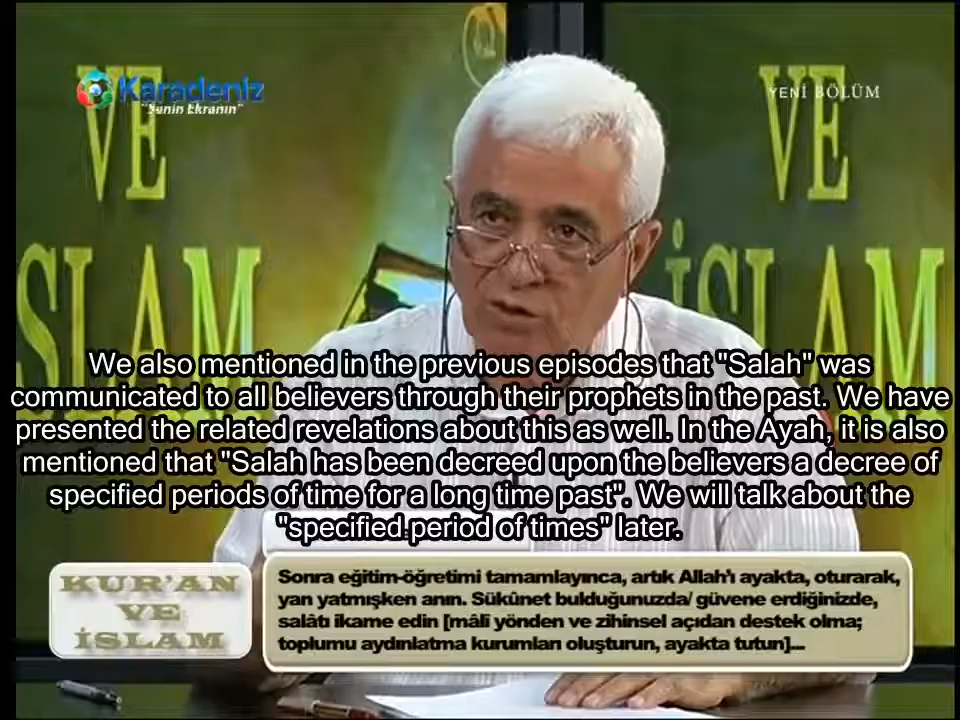 Karadeniz
"Senin Ekranın"
YENİ BÖLÜM
VE
VE
İSLAM
İSLAM
We also mentioned in the previous episodes that "Salah" was
communicated to all believers through their prophets in the past. We have
presented the related revelations about this as well. In the Ayah, it is also
mentioned that "Salah has been decreed upon the believers a decree of
specified periods of time for a long time past". We will talk about the
"specified period of times" later.
KUR'AN
VE
İSLAM
Sonra eğitim-öğretimi tamamlayınca, artık Allah'ı ayakta, oturarak,
yan yatmışken anın. Sükûnet bulduğunuzda/ güvene erdiğinizde,
salâtı ikame edin [mâli yönden ve zihinsel açıdan destek olma;
toplumu aydınlatma kurumları oluşturun, ayakta tutun]...